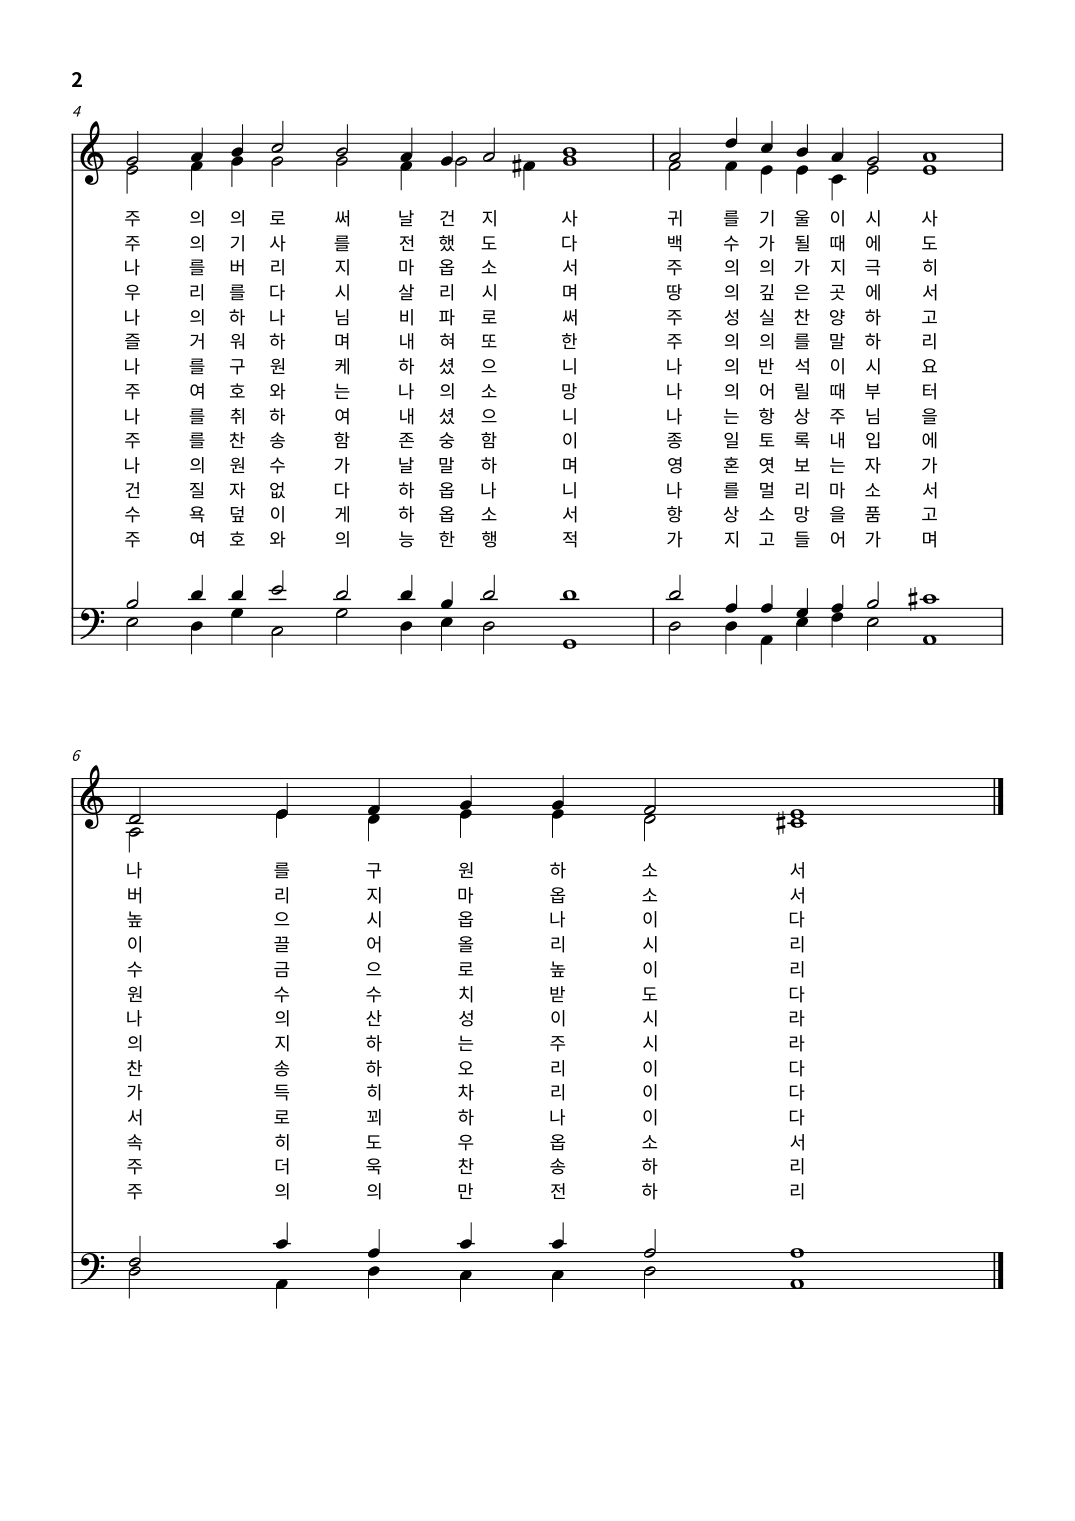 2
4
주 의 의 로 써 날 건 지 사 귀 를 기 울 이 시 사
주 의 기 사 를 전 했 도 다 백 수 가 될 때 에 도
나 를 버 리 지 마 옵 소 서 주 의 의 가 지 극 히
우 리 를 다 시 살 리 시 며 땅 의 깊 은 곳 에 서
나 의 하 나 님 비 파 로 써 주 성 실 찬 양 하 고
즐 거 워 하 며 내 혀 또 한 주 의 의 를 말 하 리
나 를 구 원 케 하 셨 으 니 나 의 반 석 이 시 요
주 여 호 와 는 나 의 소 망 나 의 어 릴 때 부 터
나 를 취 하 여 내 셨 으 니 나 는 항 상 주 님 을
주 를 찬 송 함 존 숭 함 이 종 일 토 록 내 입 에
나 의 원 수 가 날 말 하 며 영 혼 엿 보 는 자 가
건 질 자 없 다 하 옵 나 니 나 를 멀 리 마 소 서
수 욕 덮 이 게 하 옵 소 서 항 상 소 망 을 품 고
주 여 호 와 의 능 한 행 적 가 지 고 들 어 가 며
6
나 를 구 원 하 소 서
버 리 지 마 옵 소 서
높 으 시 옵 나 이 다
이 끌 어 올 리 시 리
수 금 으 로 높 이 리
원 수 수 치 받 도 다
나 의 산 성 이 시 라
의 지 하 는 주 시 라
찬 송 하 오 리 이 다
가 득 히 차 리 이 다
서 로 꾀 하 나 이 다
속 히 도 우 옵 소 서
주 더 욱 찬 송 하 리
주 의 의 만 전 하 리